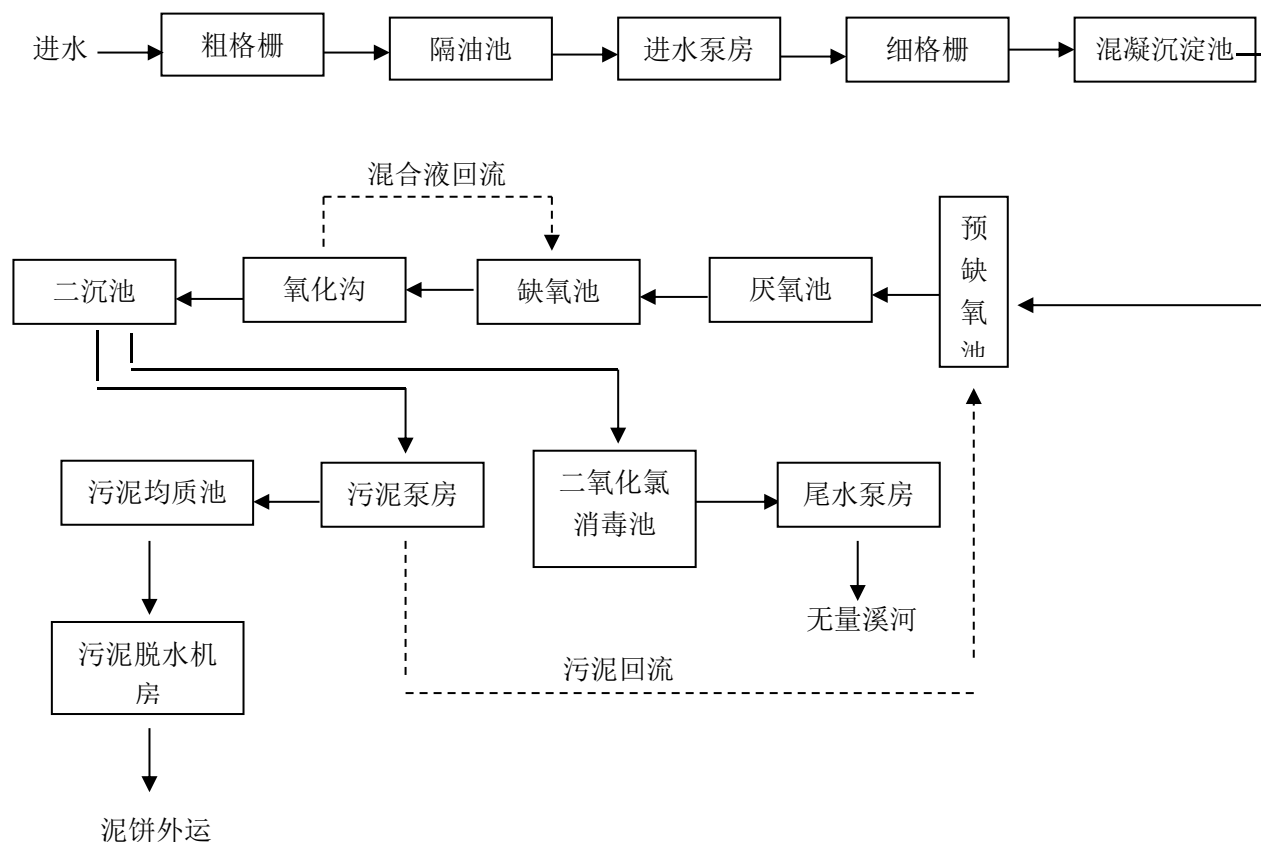 进水
粗格栅
隔油池
进水泵房
细格栅
混凝沉淀池
混合液回流
二沉池
氧化沟
缺氧池
厌氧池
预
缺
氧
池
污泥均质池
污泥泵房
二氧化氯
消毒池
尾水泵房
无量溪河
污泥脱水机
房
污泥回流
泥饼外运